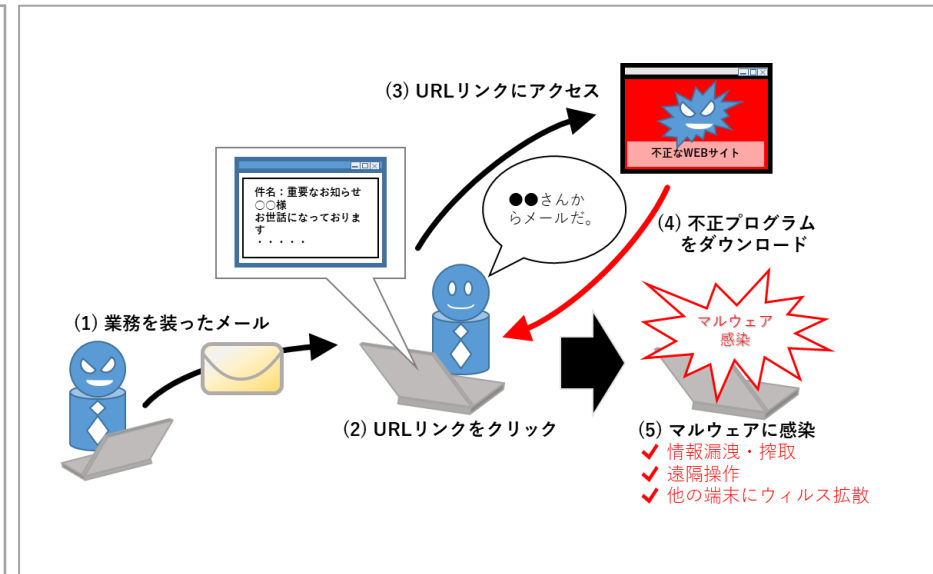 (3) URLリンクにアクセス
不正なWEBサイト
件名：重要なお知らせ
〇〇様
お世話になっておりま
す
・・・・・
●●さんか
らメールだ。
(4) 不正プログラム
をダウンロード
(1) 業務を装ったメール
マルウェア
感染
(2) URLリンクをクリック
(5) マルウェアに感染
情報漏洩・搾取
遠隔操作
他の端末にウィルス拡散